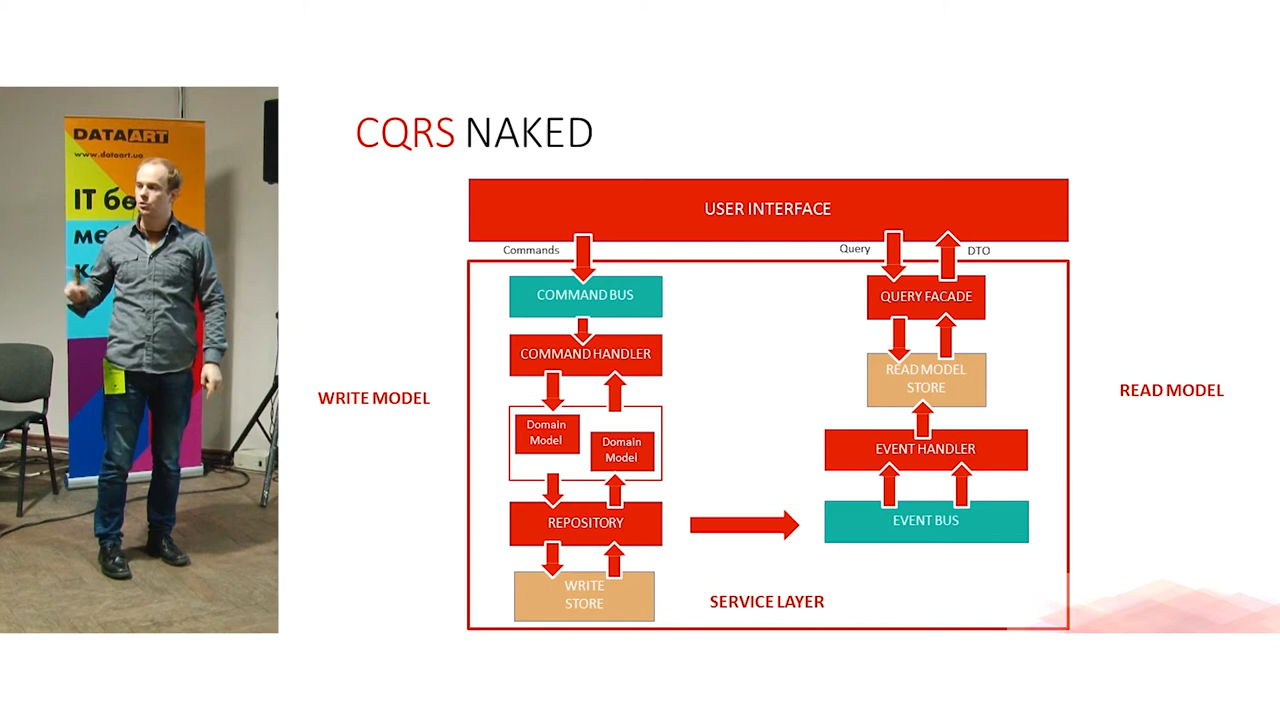 DATAART
www.dataart.ua
IT бе
ме
к
CQRS NAKED
USER INTERFACE
Commands
Query
DTO
COMMAND BUS
QUERY FACADE
COMMAND HANDLER
READ MODEL
STORE
WRITE MODEL
READ MODEL
Domain
Model
Domain
Model
EVENT HANDLER
REPOSITORY
EVENT BUS
WRITE
STORE
SERVICE LAYER